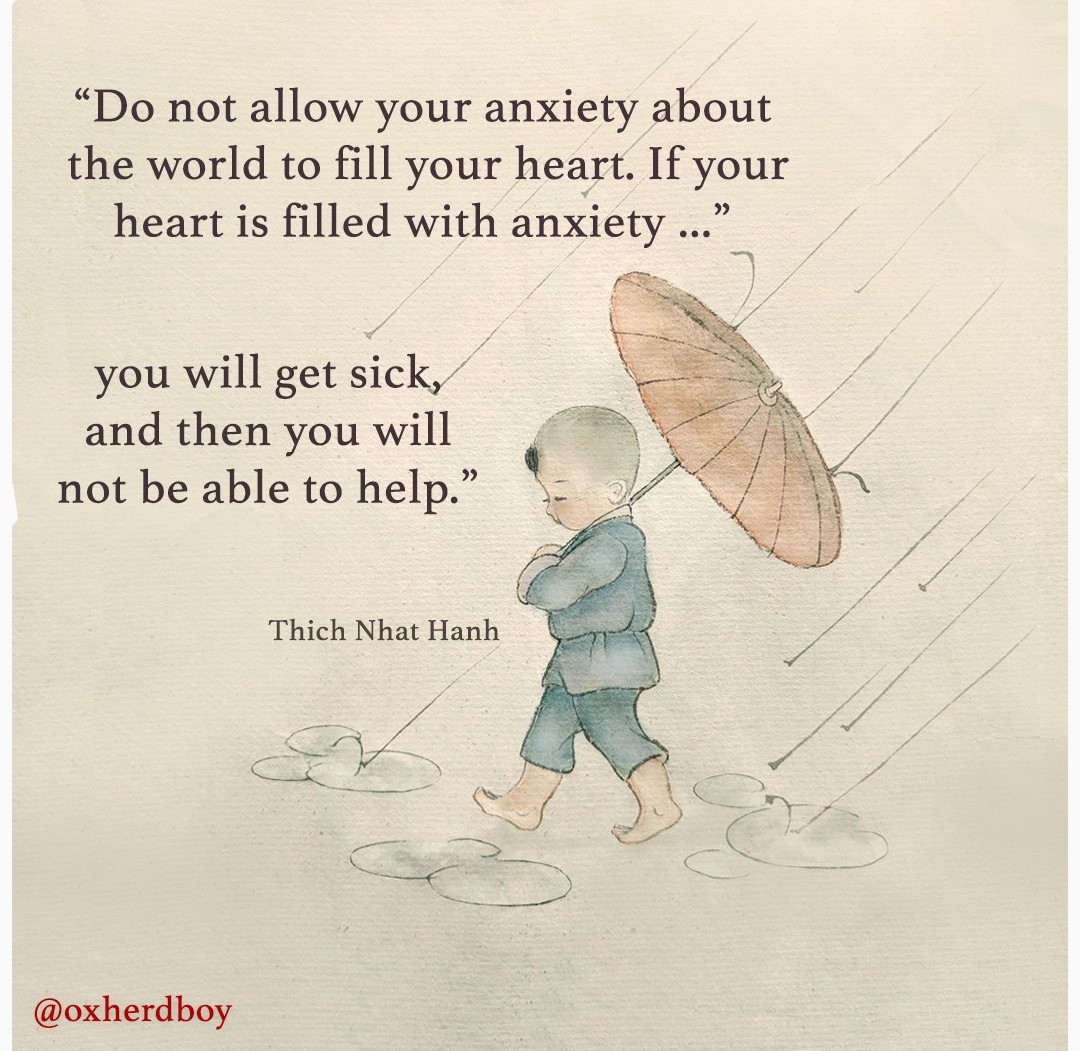 “Do not allow your anxiety about
the world to fill your heart. If your
heart is filled with anxiety ...”
you will get sick,
and then you will
not be able to help.”
Thich Nhat Hanh
@oxherdboy